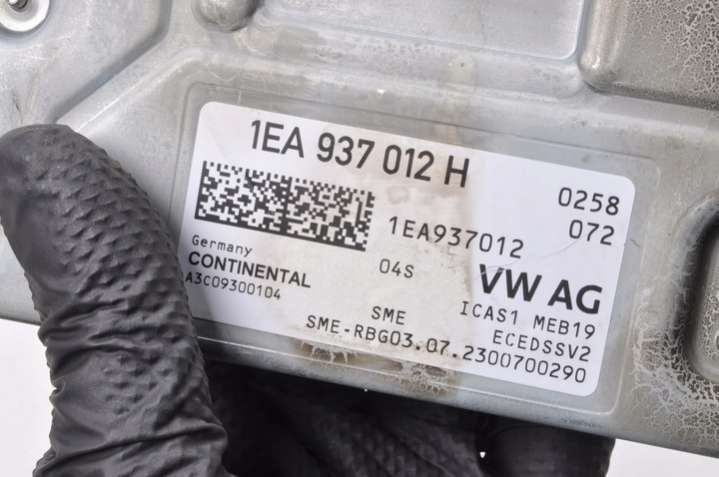 1EA 937 012 H
0258
072
1EA937012
04S
VW AG
Germany
CONTINENTAL
A3C09300104
ICAS1 MEB19
SME
ECEDSSV2
SME-RBG03.07.2300700290